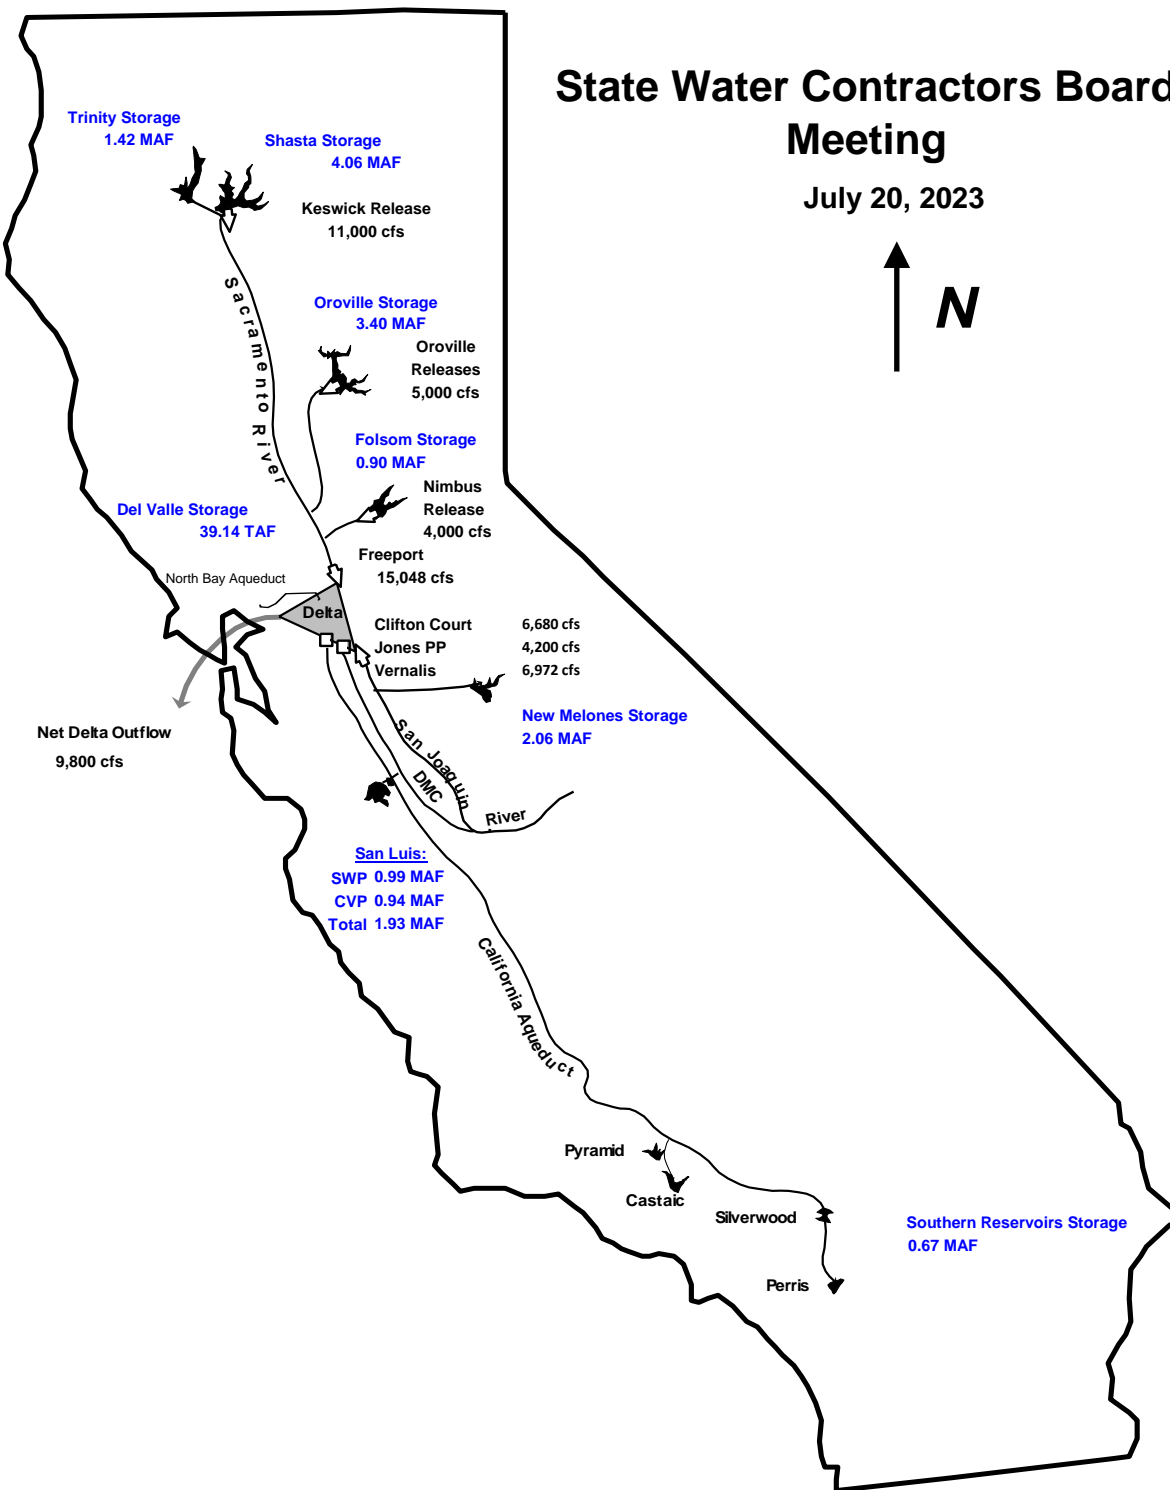 State Water Contractors Board
Meeting
July 20, 2023
N
Trinity Storage
1.42 MAF
Shasta Storage
4.06 MAF
Keswick Release
11,000 cfs
Sacramento River
Oroville Storage
3.40 MAF
Oroville
Releases
5,000 cfs
Folsom Storage
0.90 MAF
Nimbus
Release
4,000 cfs
Del Valle Storage
39.14 TAF
Freeport
15,048 cfs
North Bay Aqueduct
Delta
Clifton Court 6,680 cfs
Jones PP 4,200 cfs
Vernalis 6,972 cfs
New Melones Storage
2.06 MAF
Net Delta Outflow
9,800 cfs
San Joaquin River
DMC
San Luis:
SWP 0.99 MAF
CVP 0.94 MAF
Total 1.93 MAF
California Aqueduct
Pyramid
Castaic
Silverwood
Perris
Southern Reservoirs Storage
0.67 MAF